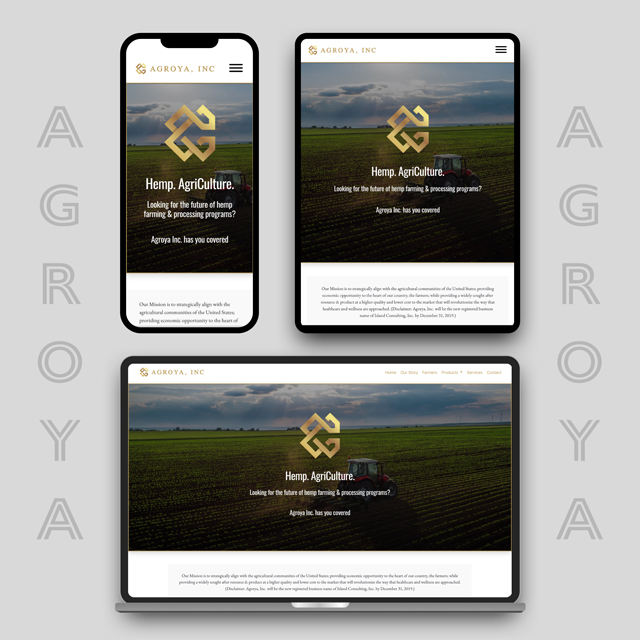 AGROYA, INC
Hemp. AgriCulture.
Looking for the future of hemp
farming & processing programs?
Agroya Inc. has you covered
Our Mission is to strategically align with the
agricultural communities of the United States;
providing economic opportunity to the heart of
AGROYA, INC
Hemp. AgriCulture.
Looking for the future of hemp farming & processing programs?
Agroya Inc. has you covered
Our Mission is to strategically align with the agricultural communities of the United States; providing
economic opportunity to the heart of our country, the farmers; while providing a widely sought after
resource & product at a higher quality and lower cost to the market that will revolutionize the way that
healthcare and wellness are approached. (Disclaimer: Agroya, Inc. will be the new registered business
name of Island Consulting, Inc. by December 31, 2019.)
AGROYA
AGROYA
AGROYA, INC
Home Our Story Farmers Products Services Contact
Hemp. AgriCulture.
Looking for the future of hemp farming & processing programs?
Agroya Inc. has you covered
Our Mission is to strategically align with the agricultural communities of the United States; providing economic opportunity to the heart of our country, the farmers; while
providing a widely sought after resource & product at a higher quality and lower cost to the market that will revolutionize the way that healthcare and wellness are approached.
(Disclaimer: Agroya, Inc. will be the new registered business name of Island Consulting, Inc. by December 31, 2019.)